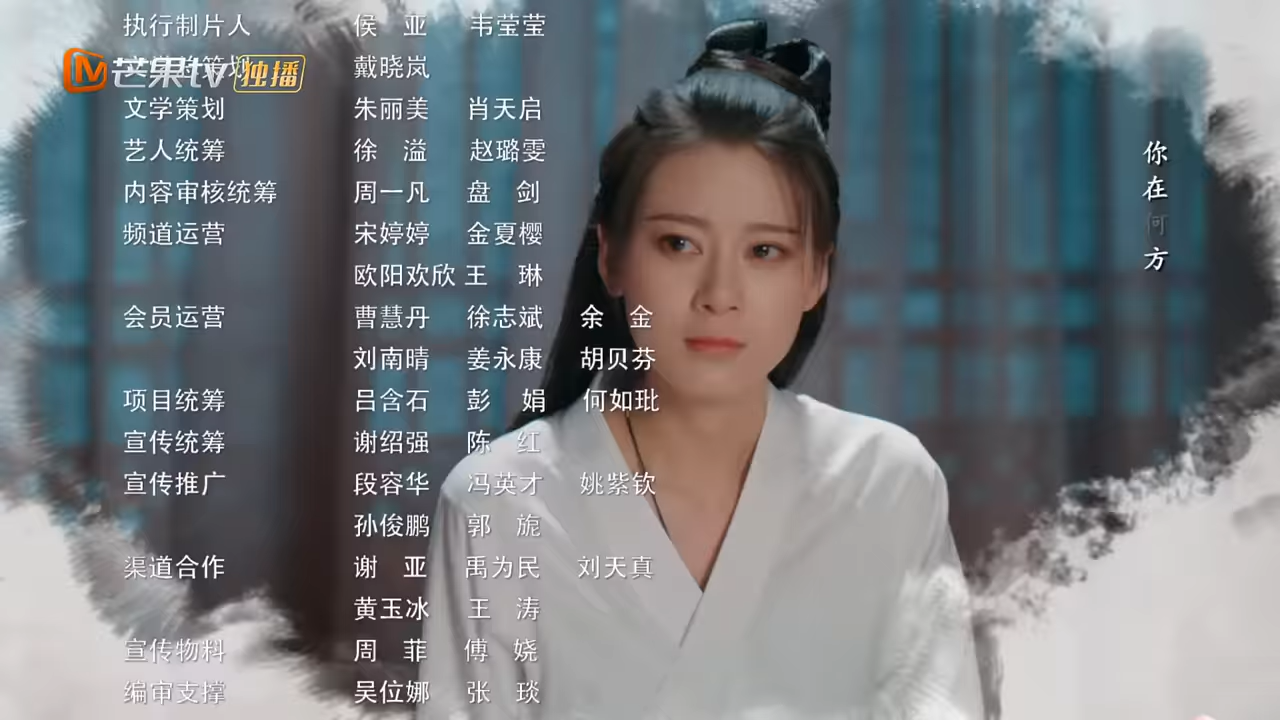 执行制片人 侯 亚 韦莹莹
芒果tv 独播
戴晓岚
文学策划 朱丽美 肖天启
艺人统筹 徐 溢 赵璐雯
内容审核统筹 周一凡 盘 剑
频道运营 宋婷婷 金夏樱
欧阳欢欣 王 琳
会员运营 曹慧丹 徐志斌 余 金
刘南晴 姜永康 胡贝芬
项目统筹 吕含石 彭 娟 何如玭
宣传统筹 谢绍强 陈 红
宣传推广 段容华 冯英才 姚紫钦
孙俊鹏 郭 旎
渠道合作 谢 亚 禹为民 刘天真
黄玉冰 王 涛
宣传物料 周 菲 傅 娆
编审支撑 吴位娜 张 琰
你在何方